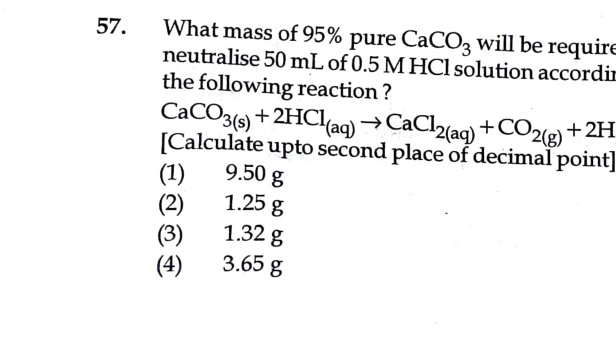 57. What mass of 95% pure CaCO3 will be require
neutralise 50 mL of 0.5 M HCl solution accordin
the following reaction ?
CaCO3(s) + 2HCl(aq) → CaCl2(aq) + CO2(g) + 2H
[Calculate upto second place of decimal point]
(1) 9.50 g
(2) 1.25 g
(3) 1.32 g
(4) 3.65 g